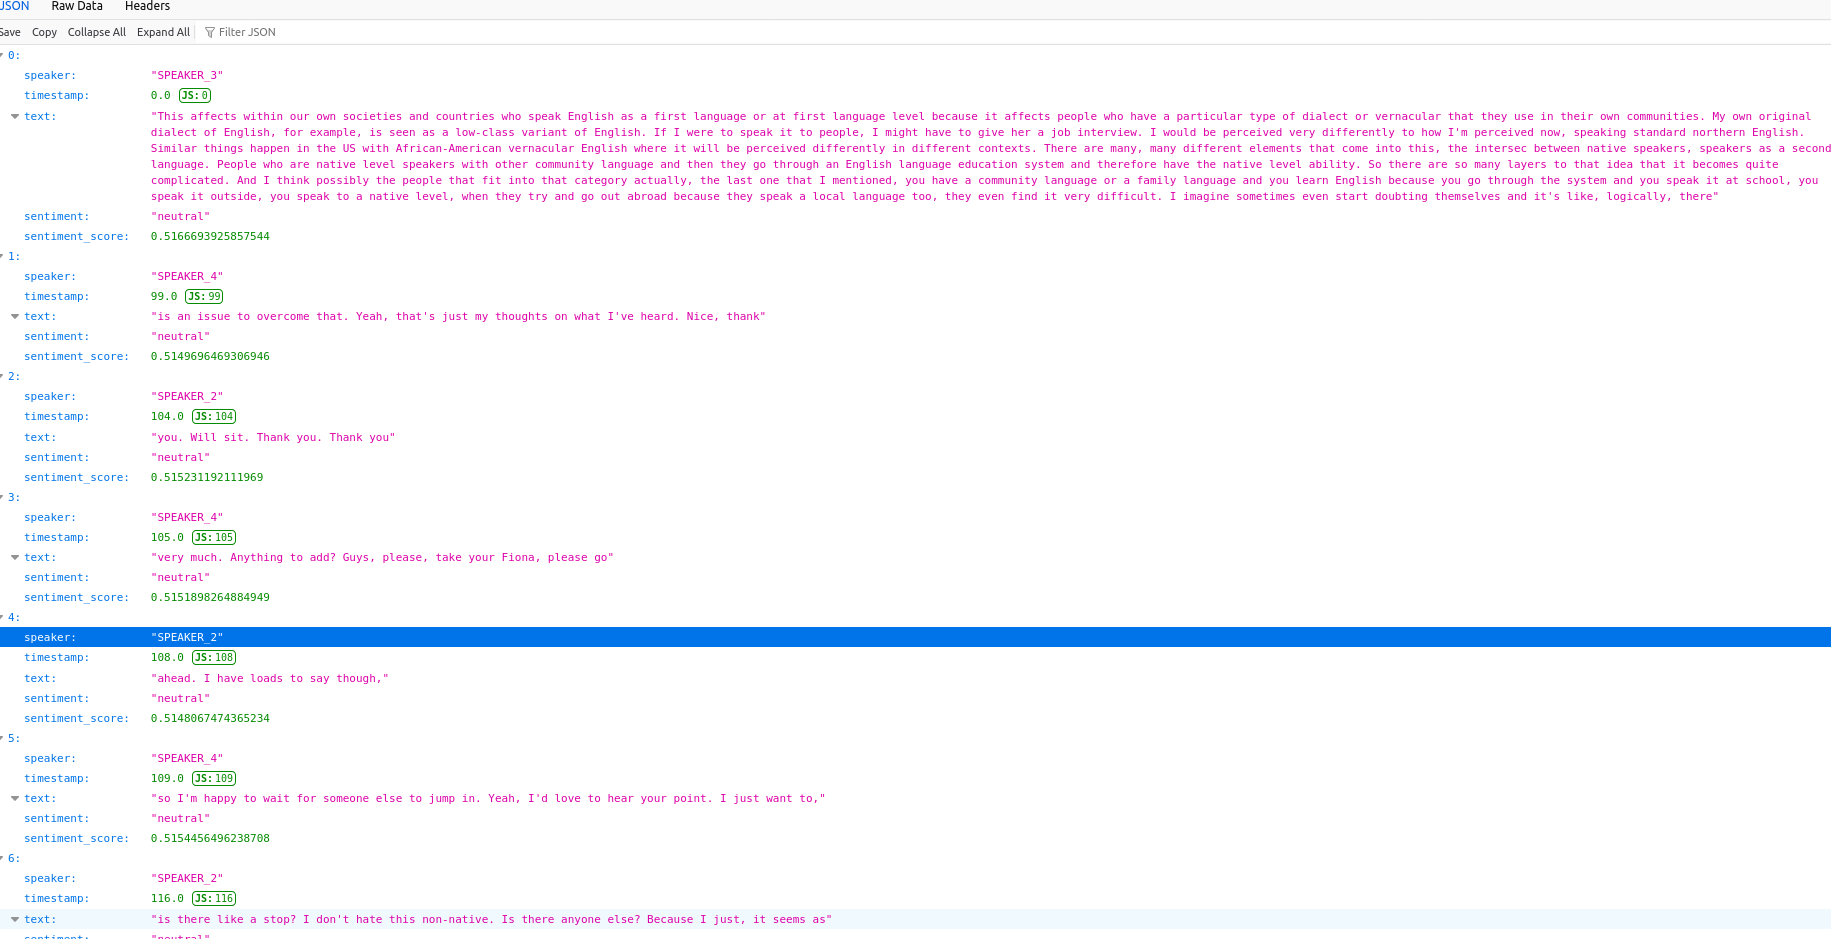 JSON Raw Data Headers
Save Copy Collapse All Expand All Filter JSON
0:
speaker: "SPEAKER_3"
timestamp: 0.0 JS:0
text: "This affects within our own societies and countries who speak English as a first language or at first language level because it affects people who have a particular type of dialect or vernacular that they use in their own communities. My own original
dialect of English, for example, is seen as a low-class variant of English. If I were to speak it to people, I might have to give her a job interview. I would be perceived very differently to how I'm perceived now, speaking standard northern English.
Similar things happen in the US with African-American vernacular English where it will be perceived differently in different contexts. There are many, many different elements that come into this, the intersec between native speakers, speakers as a second
language. People who are native level speakers with other community language and then they go through an English language education system and therefore have the native level ability. So there are so many layers to that idea that it becomes quite
complicated. And I think possibly the people that fit into that category actually, the last one that I mentioned, you have a community language or a family language and you learn English because you go through the system and you speak it at school, you
speak it outside, you speak to a native level, when they try and go out abroad because they speak a local language too, they even find it very difficult. I imagine sometimes even start doubting themselves and it's like, logically, there"
sentiment: "neutral"
sentiment_score: 0.5166693925857544
1:
speaker: "SPEAKER_4"
timestamp: 99.0 JS:99
text: "is an issue to overcome that. Yeah, that's just my thoughts on what I've heard. Nice, thank"
sentiment: "neutral"
sentiment_score: 0.5149696469306946
2:
speaker: "SPEAKER_2"
timestamp: 104.0 JS:104
text: "you. Will sit. Thank you. Thank you"
sentiment: "neutral"
sentiment_score: 0.515231192111969
3:
speaker: "SPEAKER_4"
timestamp: 105.0 JS:105
text: "very much. Anything to add? Guys, please, take your Fiona, please go"
sentiment: "neutral"
sentiment_score: 0.5151898264884949
4:
speaker: "SPEAKER_2"
timestamp: 108.0 JS:108
text: "ahead. I have loads to say though,"
sentiment: "neutral"
sentiment_score: 0.5148067474365234
5:
speaker: "SPEAKER_4"
timestamp: 109.0 JS:109
text: "so I'm happy to wait for someone else to jump in. Yeah, I'd love to hear your point. I just want to,"
sentiment: "neutral"
sentiment_score: 0.5154456496238708
6:
speaker: "SPEAKER_2"
timestamp: 116.0 JS:116
text: "is there like a stop? I don't hate this non-native. Is there anyone else? Because I just, it seems as"
sentiment: "neutral"